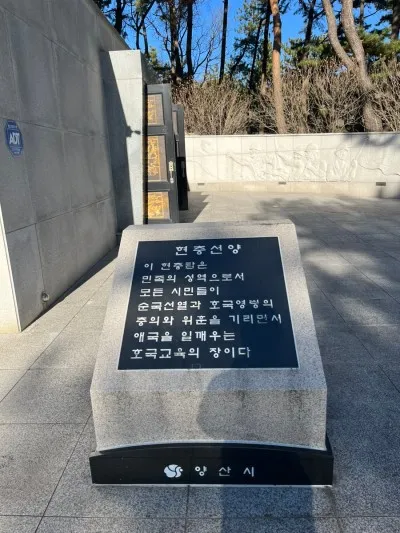 ADT
현충선양
이 현충탑은
민족의 성역으로서
모든 시민들이
순국선열과 호국영령의
충의와 위훈을 기리면서
애국을 일깨우는
호국교육의 장이다
양산시